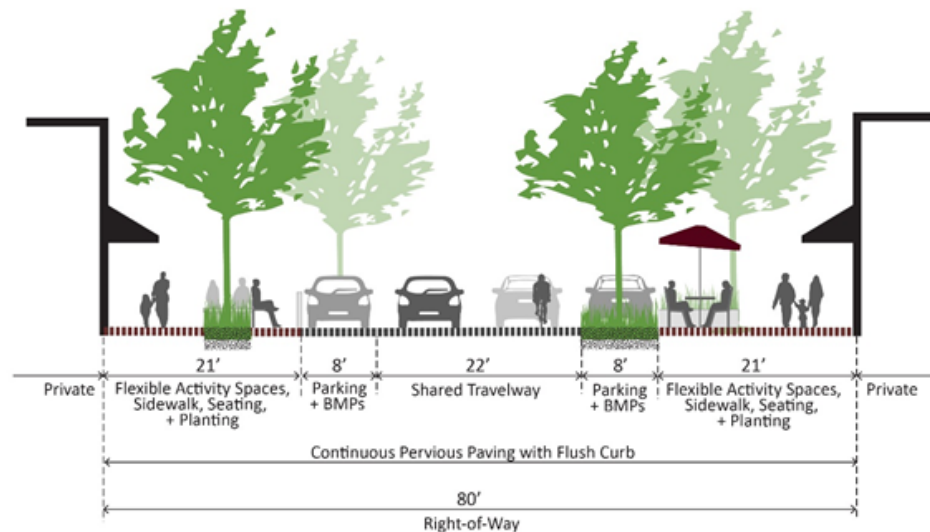 21’ 8’ 22’ 8’ 21’
Private Flexible Activity Spaces, Parking Shared Travelway Parking Flexible Activity Spaces, Private
Sidewalk, Seating, + BMPs + BMPs Sidewalk, Seating,
+ Planting + Planting
Continuous Pervious Paving with Flush Curb
80’
Right-of-Way